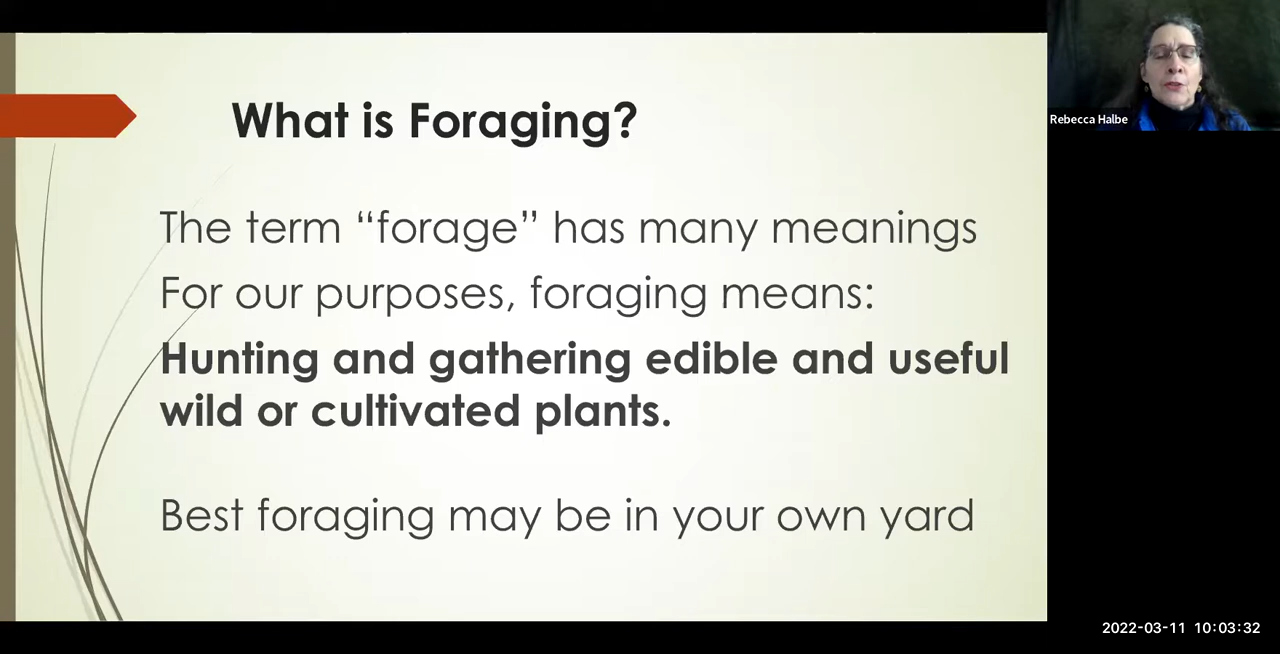 What is Foraging?
Rebecca Halbe
The term “forage” has many meanings
For our purposes, foraging means:
Hunting and gathering edible and useful
wild or cultivated plants.
Best foraging may be in your own yard
2022-03-11 10:03:32